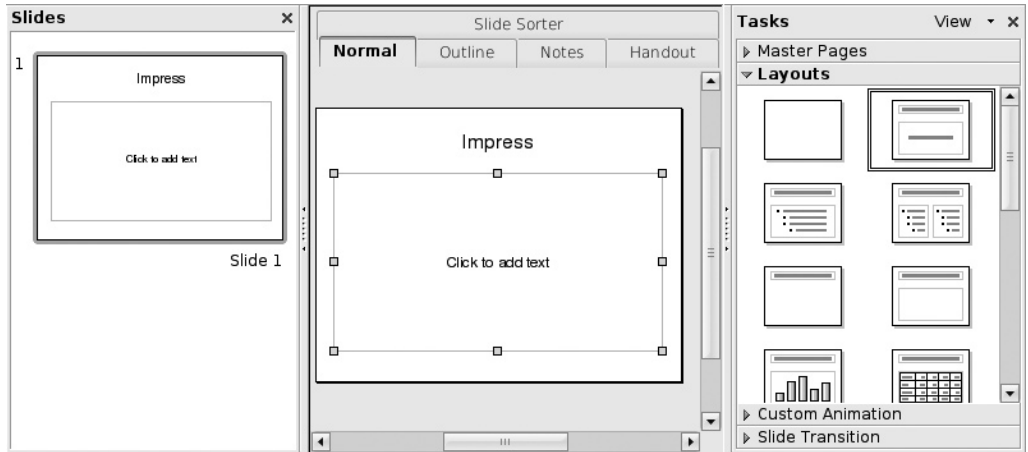 Slides
1
Impress
Click to add text
Slide 1
Slide Sorter
Normal Outline Notes Handout
Impress
Click to add text
Tasks View
Master Pages
Layouts
Custom Animation
Slide Transition